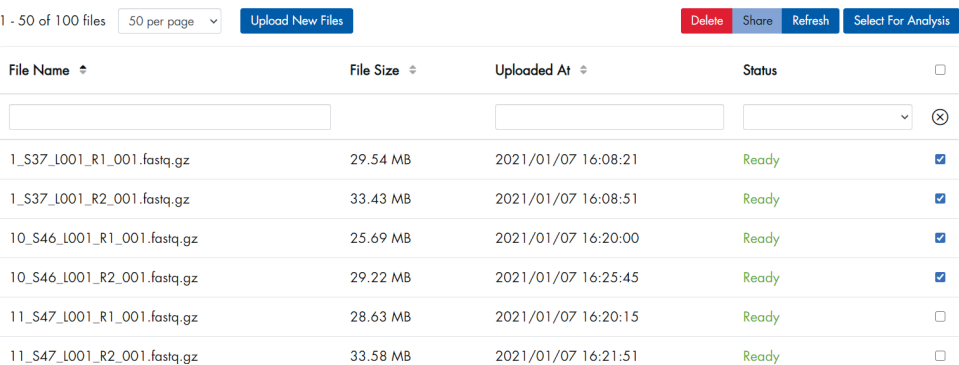 1 - 50 of 100 files 50 per page Upload New Files Delete Share Refresh Select For Analysis
File Name File Size Uploaded At Status
1_S37_L001_R1_001.fastq.gz 29.54 MB 2021/01/07 16:08:21 Ready
1_S37_L001_R2_001.fastq.gz 33.43 MB 2021/01/07 16:08:51 Ready
10_S46_L001_R1_001.fastq.gz 25.69 MB 2021/01/07 16:20:00 Ready
10_S46_L001_R2_001.fastq.gz 29.22 MB 2021/01/07 16:25:45 Ready
11_S47_L001_R1_001.fastq.gz 28.63 MB 2021/01/07 16:20:15 Ready
11_S47_L001_R2_001.fastq.gz 33.58 MB 2021/01/07 16:21:51 Ready